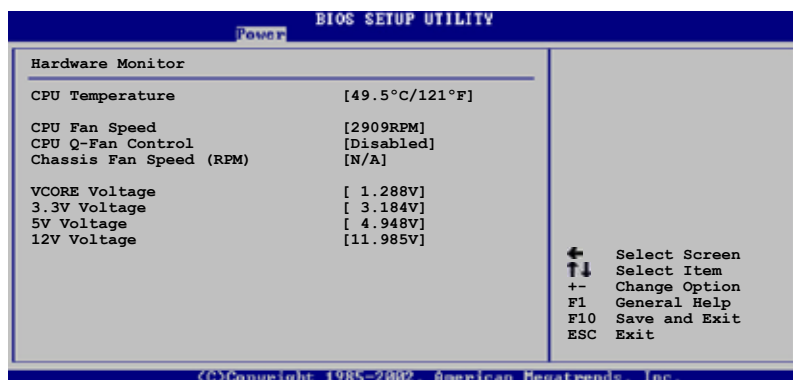 BIOS SETUP UTILITY
Power
Hardware Monitor
CPU Temperature [49.5°C/121°F]
CPU Fan Speed [2909RPM]
CPU Q-Fan Control [Disabled]
Chassis Fan Speed (RPM) [N/A]
VCORE Voltage [ 1.288V]
3.3V Voltage [ 3.184V]
5V Voltage [ 4.948V]
12V Voltage [11.985V]
← Select Screen
↑↓ Select Item
+- Change Option
F1 General Help
F10 Save and Exit
ESC Exit
(C)Copyright 1985-2002, American Megatrends, Inc.